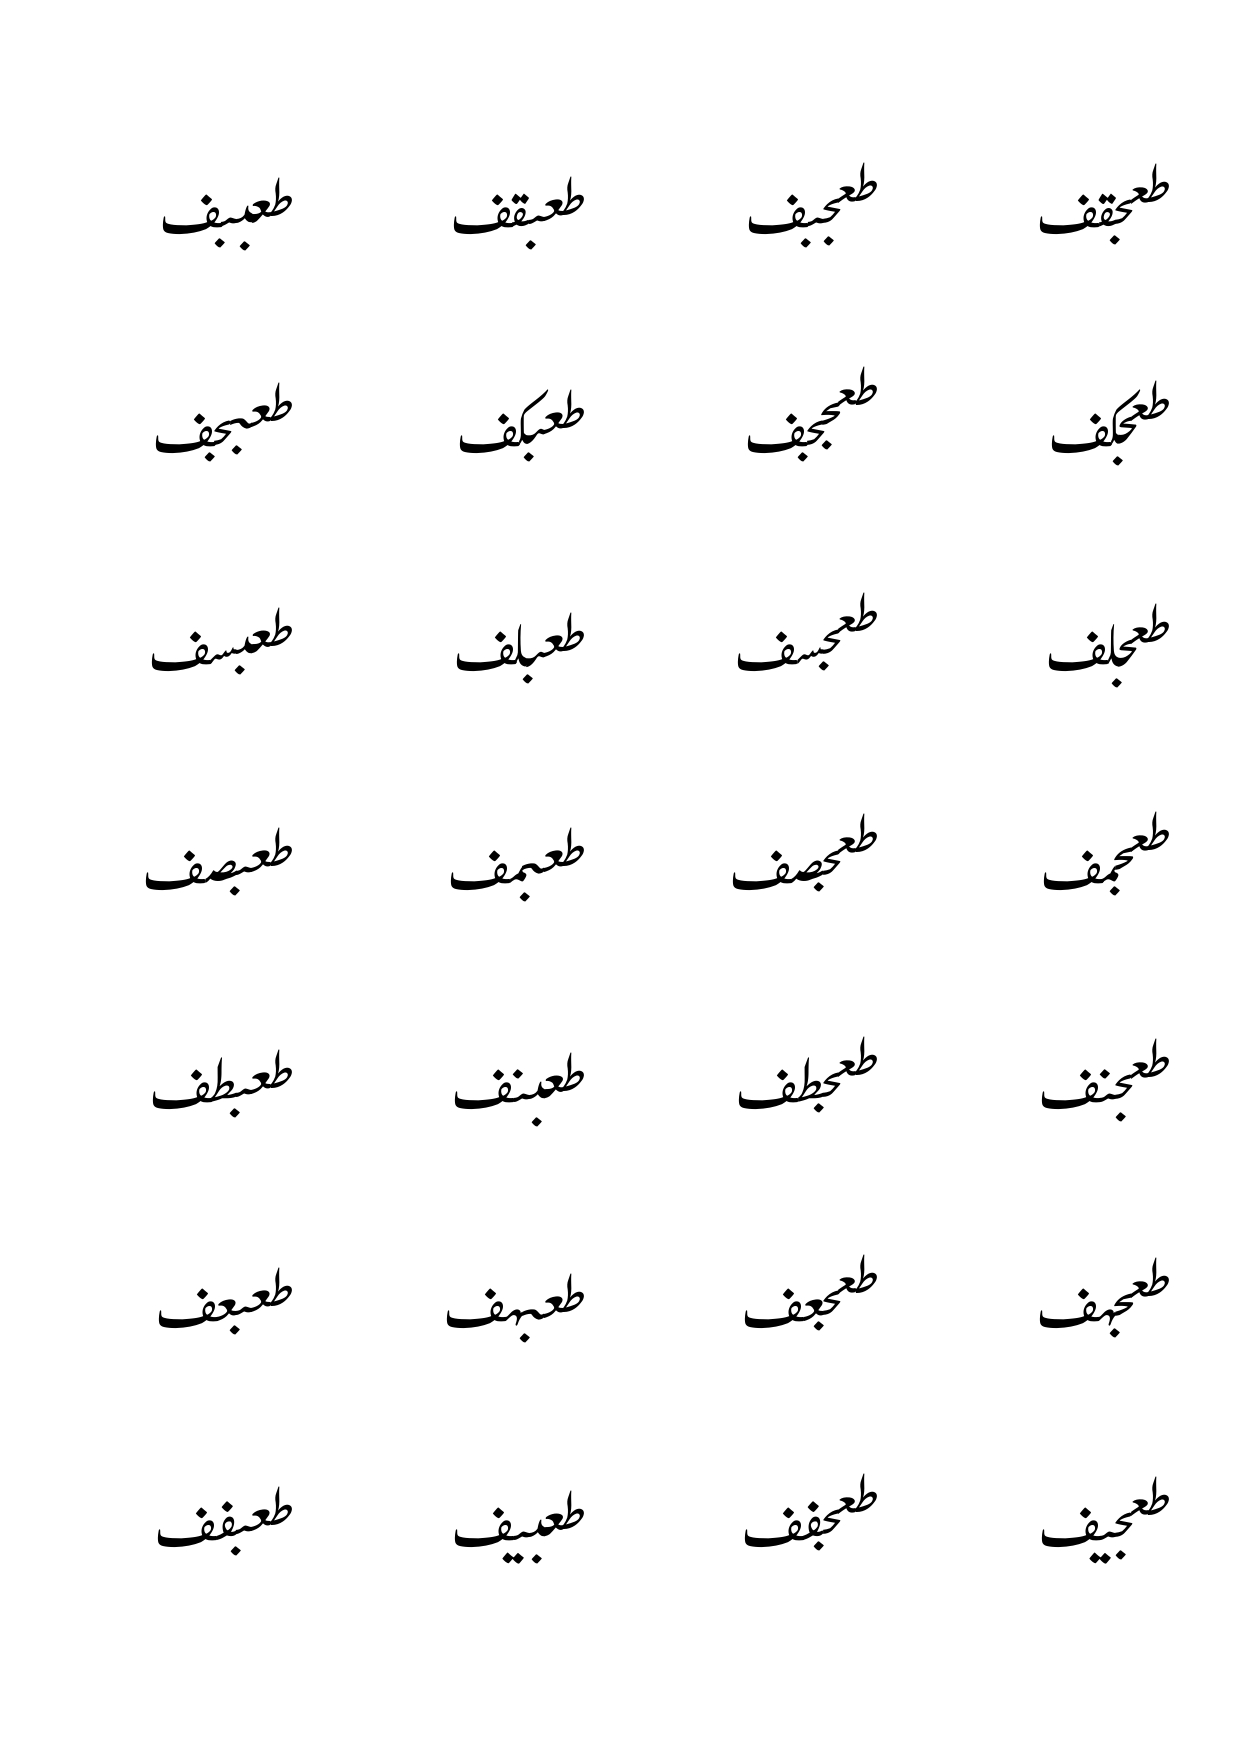 طعجقف طعجبف طعبقف طعببف
طعجكف طعججف طعبكف طعبجف
طعجلف طعجسف طعبلف طعبسف
طعجمف طعجصف طعبمف طعبصف
طعجنف طعجطف طعبنف طعبطف
طعجهف طعجعف طعبهف طعبعف
طعجيف طعجفف طعبيف طعبفف